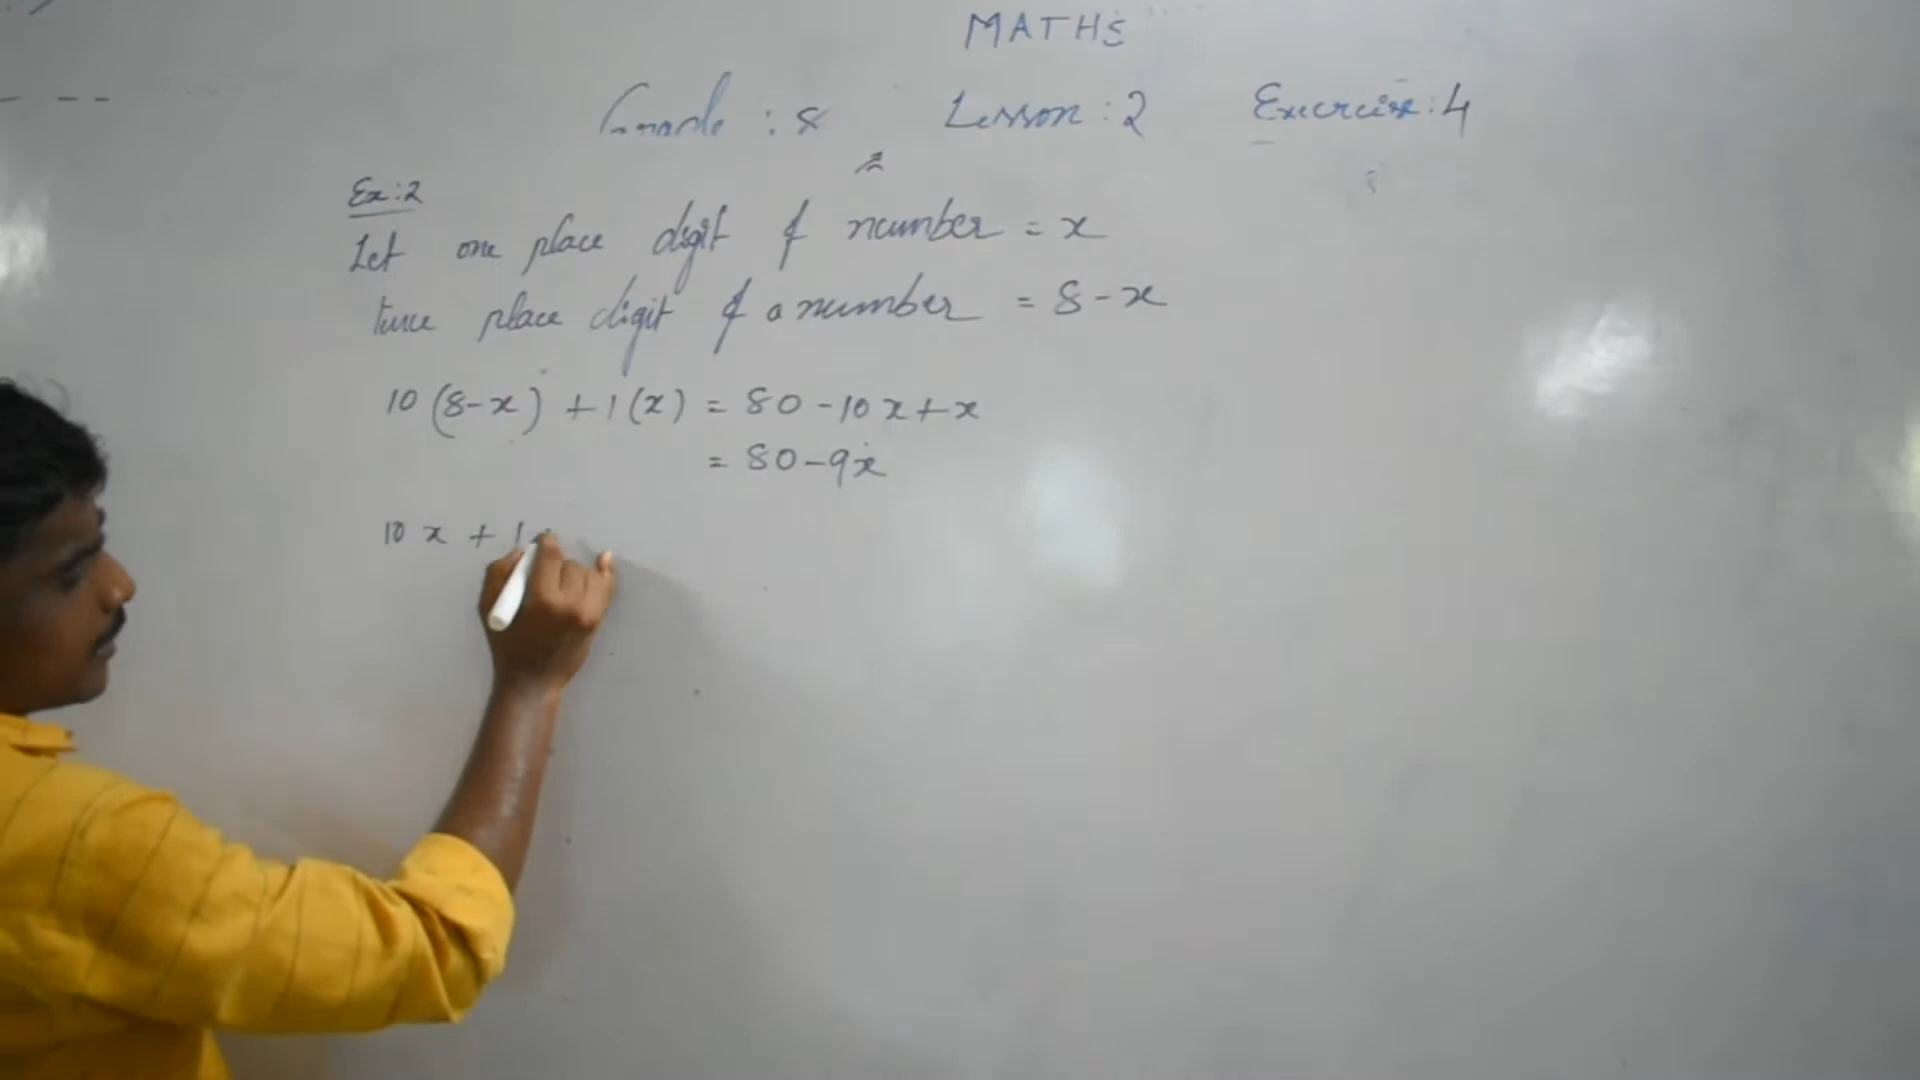 MATHS
Grade : 8 Lesson : 2 Exercise : 4
Ex:2
Let one place digit of number = x
place digit of a number = 8-x
10 (8-x) + 1(x) = 80 - 10x + x
= 80-9x
10 x + 1